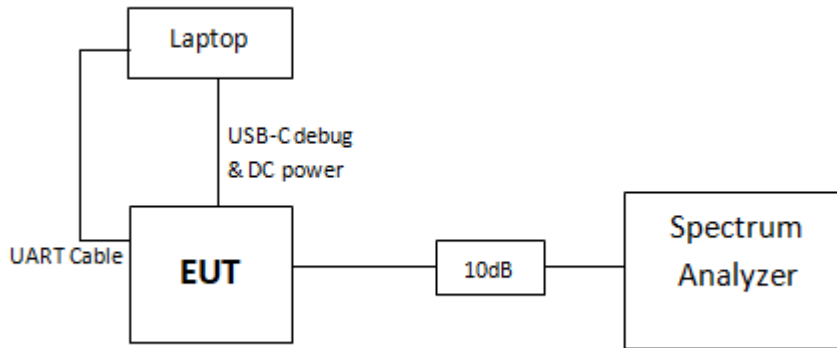 Laptop
USB-C debug
& DC power
UART Cable
EUT
10dB
Spectrum
Analyzer